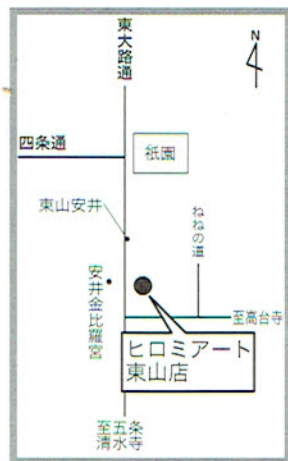 東大路通
N
四条通
祇園
東山安井
ねねの道
安井金比羅宮
至高台寺
ヒロミアート
東山店
至五条
清水寺